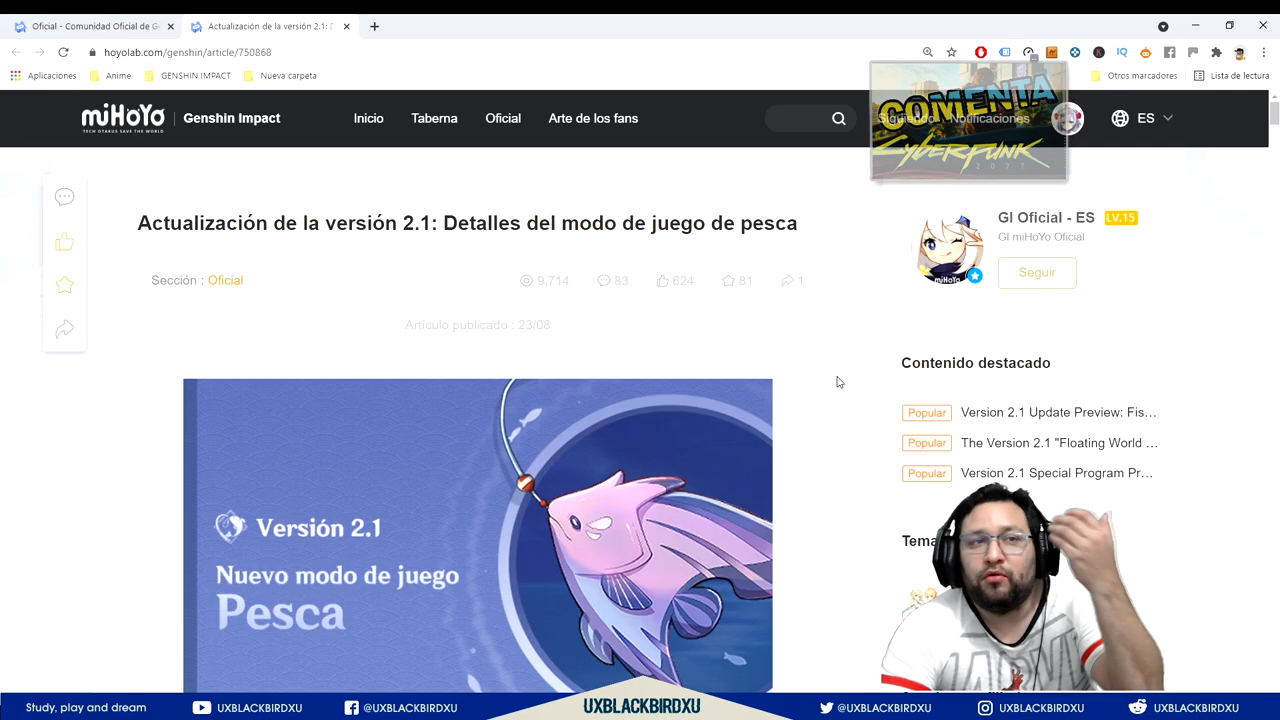 Oficial - Comunidad Oficial de G
Actualización de la versión 2.1: D
hoyolab.com/genshin/article/750868
IQ
Aplicaciones
Anime
GENSHIN IMPACT
Nueva carpeta
Otros marcadores
Lista de lectura
miHoYo
TECH OTAKUS SAVE THE WORLD
Genshin Impact
Inicio
Taberna
Oficial
Arte de los fans
Siguiendo
Notificaciones
ES
COMENTA
Cyberpunk
2077
Actualización de la versión 2.1: Detalles del modo de juego de pesca
GI Oficial - ES
LV.15
GI miHoYo Oficial
Seguir
miHoYo
Sección : Oficial
9,714
83
624
81
1
Artículo publicado : 23/08
Contenido destacado
Popular Version 2.1 Update Preview: Fis...
Popular The Version 2.1 "Floating World ...
Popular Version 2.1 Special Program Pr...
Tema
Versión 2.1
Nuevo modo de juego
Pesca
Study, play and dream
UXBLACKBIRDXU
@UXBLACKBIRDXU
UXBLACKBIRDXU
@UXBLACKBIRDXU
UXBLACKBIRDXU
UXBLACKBIRDXU